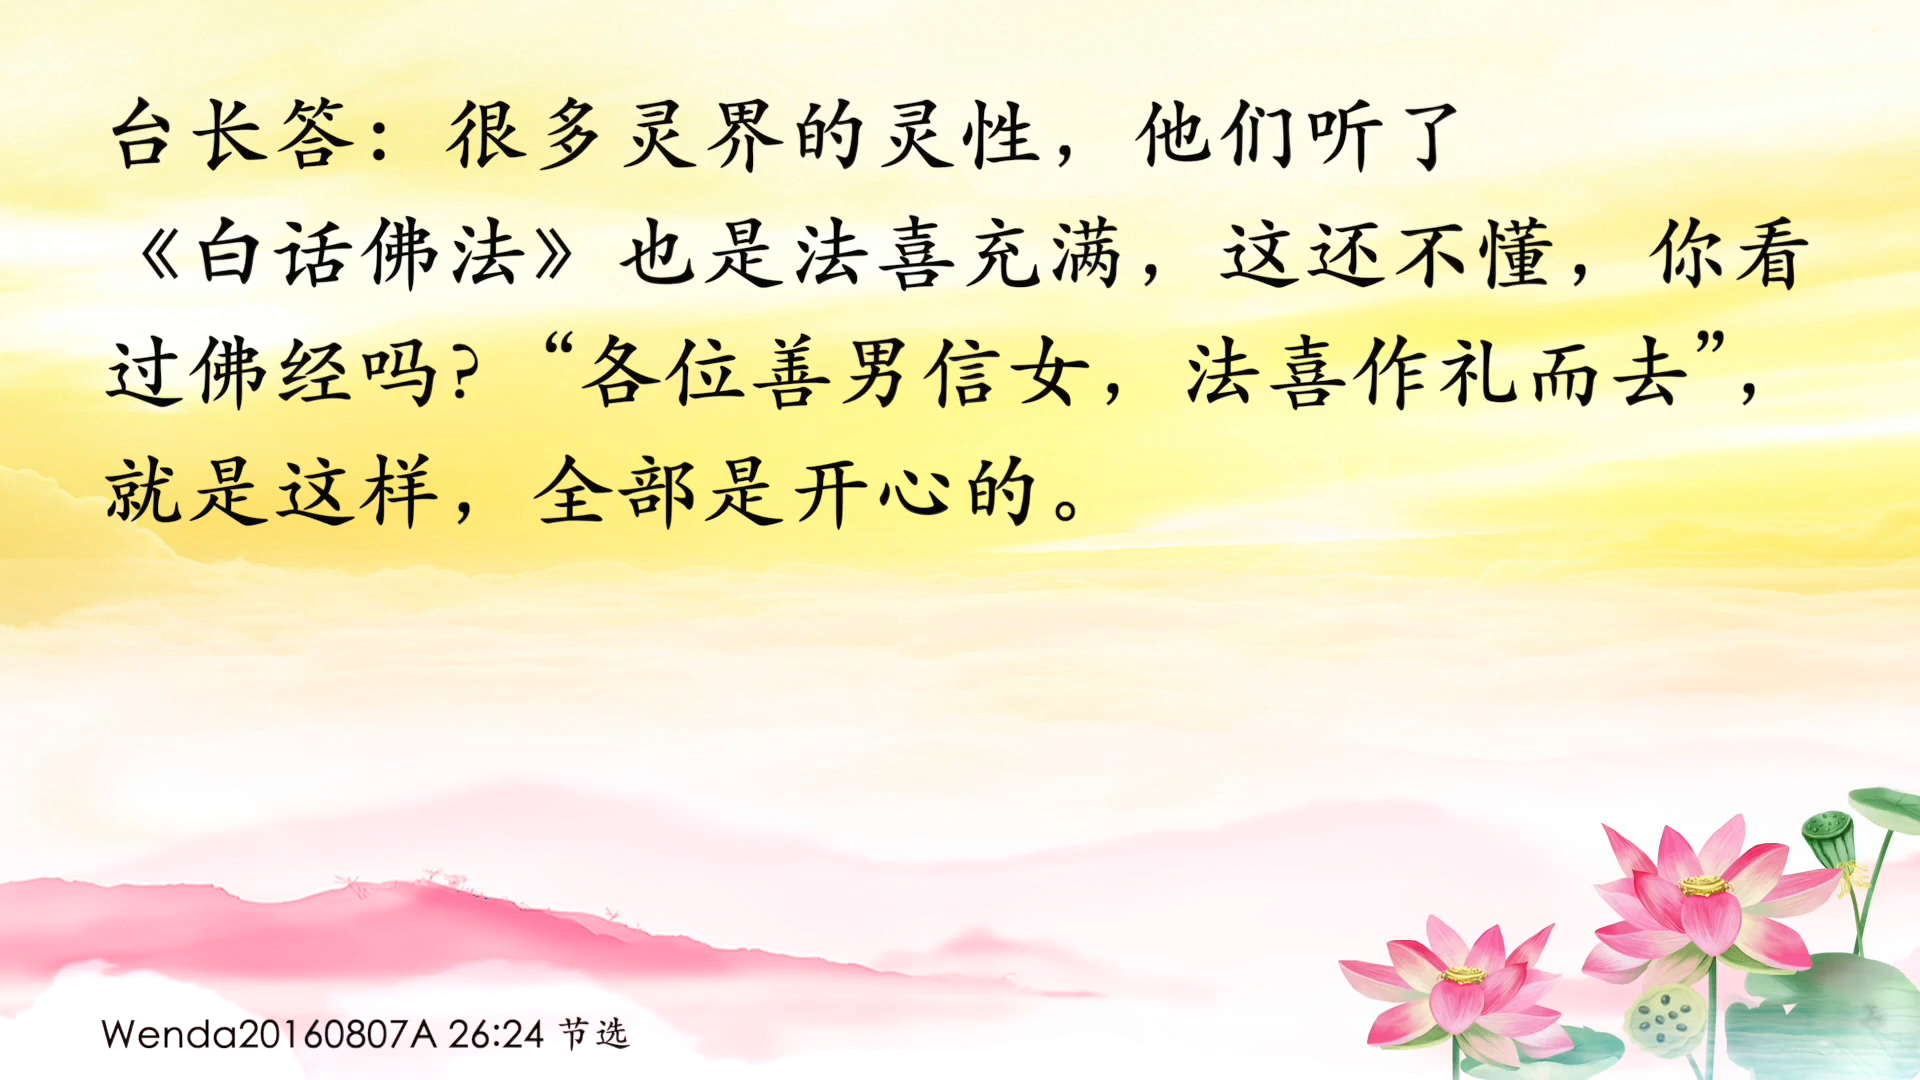 台长答：很多灵界的灵性，他们听了
《白话佛法》也是法喜充满，这还不懂，你看
过佛经吗？“各位善男信女，法喜作礼而去”，
就是这样，全部是开心的。
Wenda20160807A 26:24 节选